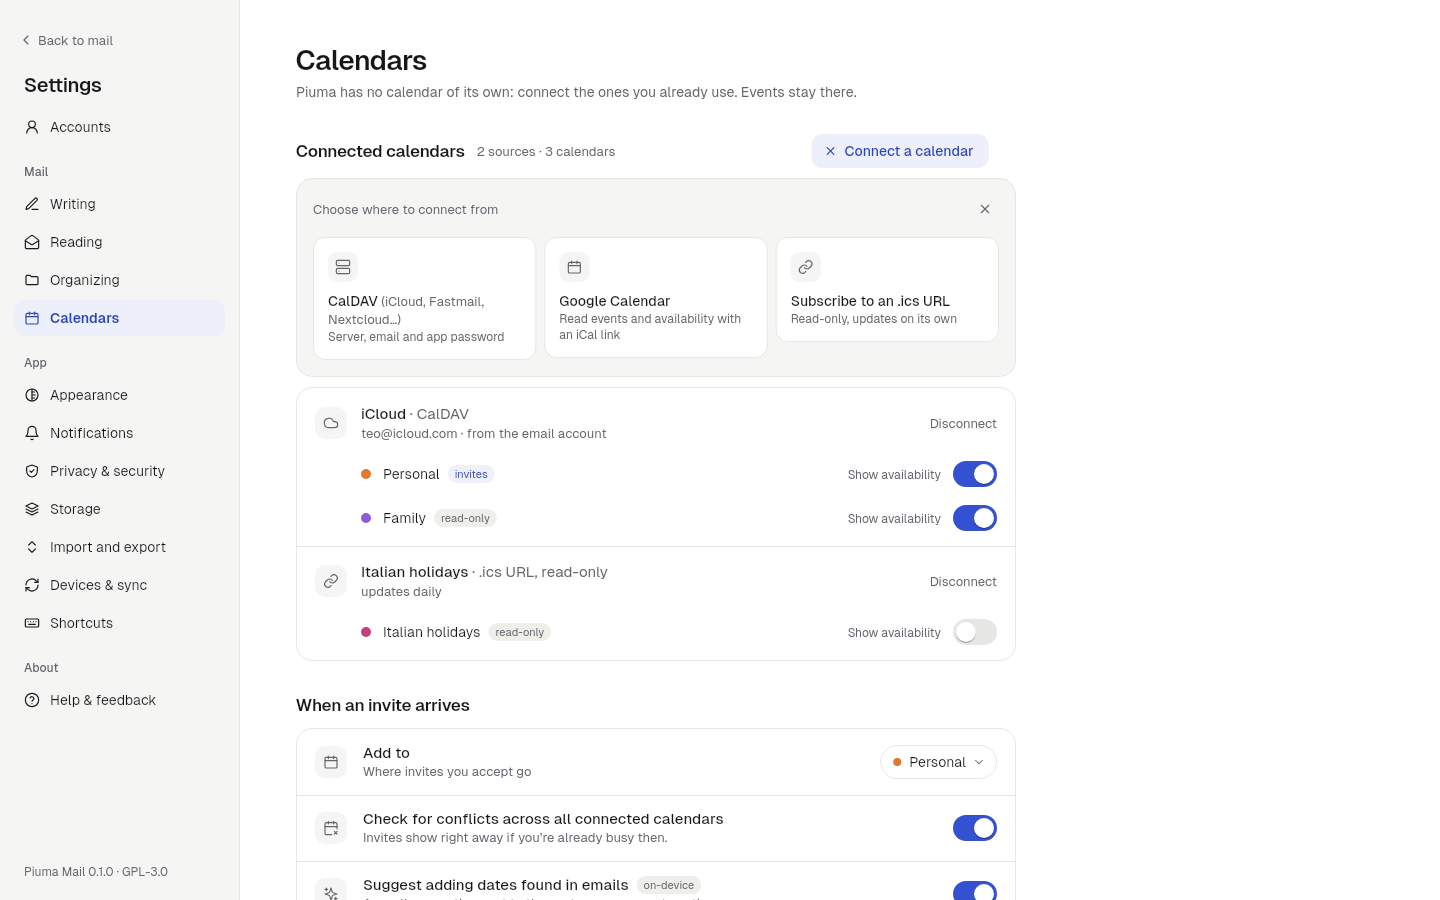 Back to mail
Settings
Accounts
Mail
Writing
Reading
Organizing
Calendars
App
Appearance
Notifications
Privacy & security
Storage
Import and export
Devices & sync
Shortcuts
About
Help & feedback
Piuma Mail 0.1.0 · GPL-3.0
Calendars
Piuma has no calendar of its own: connect the ones you already use. Events stay there.
Connected calendars 2 sources · 3 calendars
Connect a calendar
Choose where to connect from
CalDAV (iCloud, Fastmail,
Nextcloud…)
Server, email and app password
Google Calendar
Read events and availability with
an iCal link
Subscribe to an .ics URL
Read-only, updates on its own
iCloud · CalDAV
teo@icloud.com · from the email account
Disconnect
Personal invites Show availability
Family read-only Show availability
Italian holidays · .ics URL, read-only
updates daily
Disconnect
Italian holidays read-only Show availability
When an invite arrives
Add to
Where invites you accept go
Personal
Check for conflicts across all connected calendars
Invites show right away if you're already busy then.
Suggest adding dates found in emails on-device